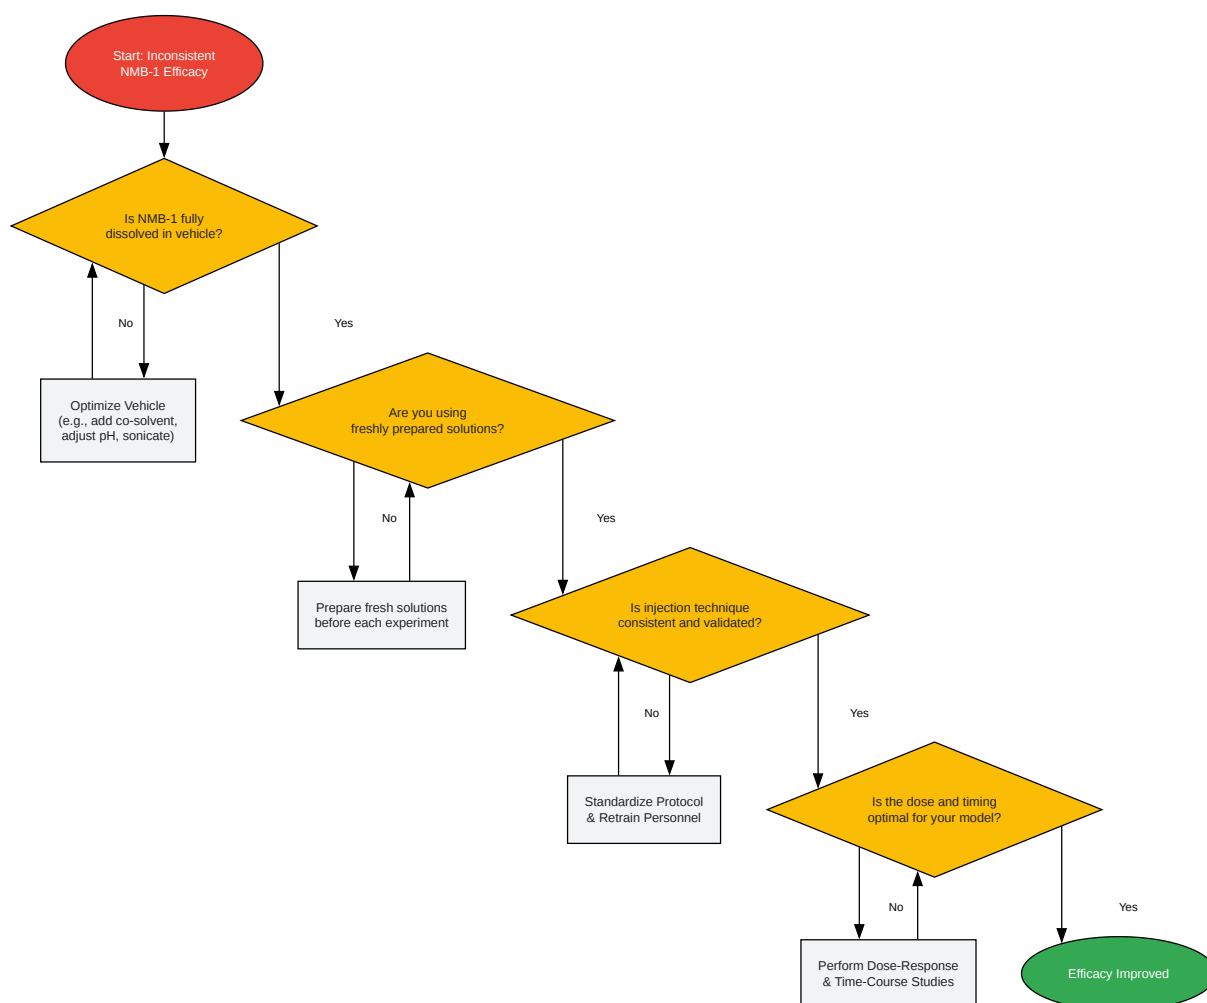 Start: Inconsistent
NMB-1 Efficacy
Is NMB-1 fully
dissolved in vehicle?
No
Yes
Optimize Vehicle
(e.g., add co-solvent,
adjust pH, sonicate)
Are you using
freshly prepared solutions?
No
Yes
Prepare fresh solutions
before each experiment
Is injection technique
consistent and validated?
No
Yes
Standardize Protocol
& Retrain Personnel
Is the dose and timing
optimal for your model?
No
Yes
Perform Dose-Response
& Time-Course Studies
Efficacy Improved